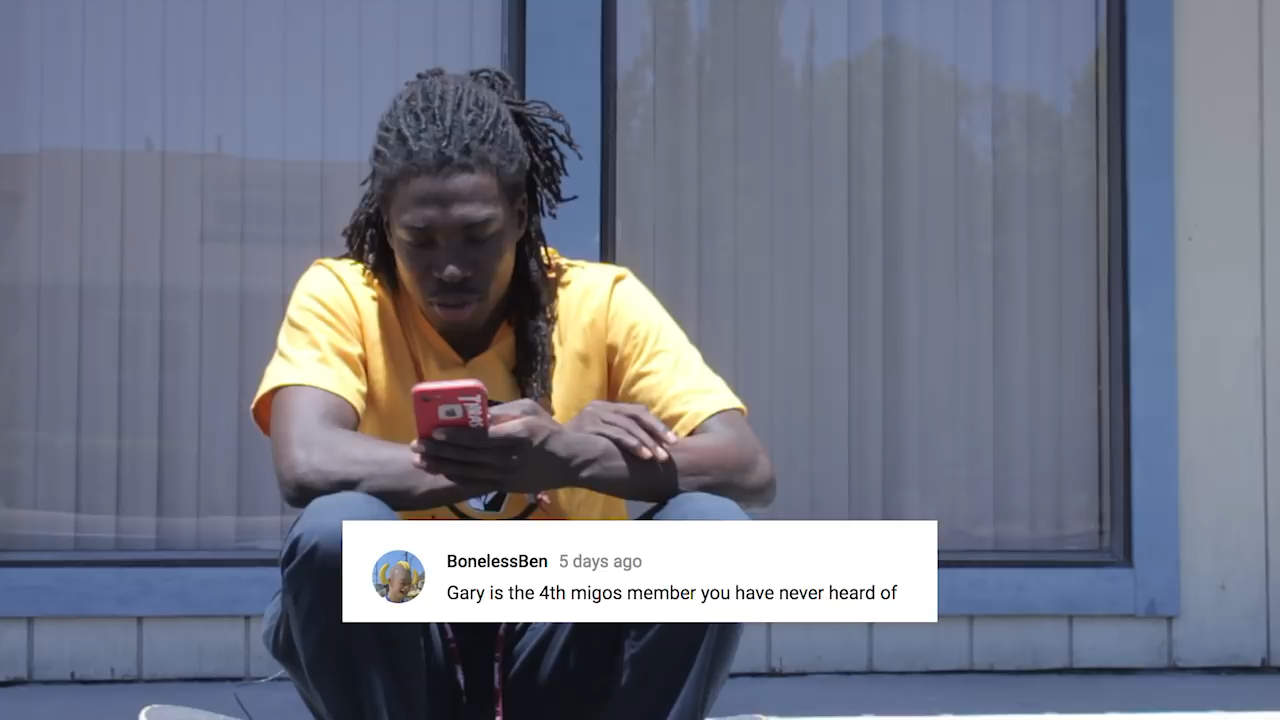 BonelessBen 5 days ago
Gary is the 4th migos member you have never heard of